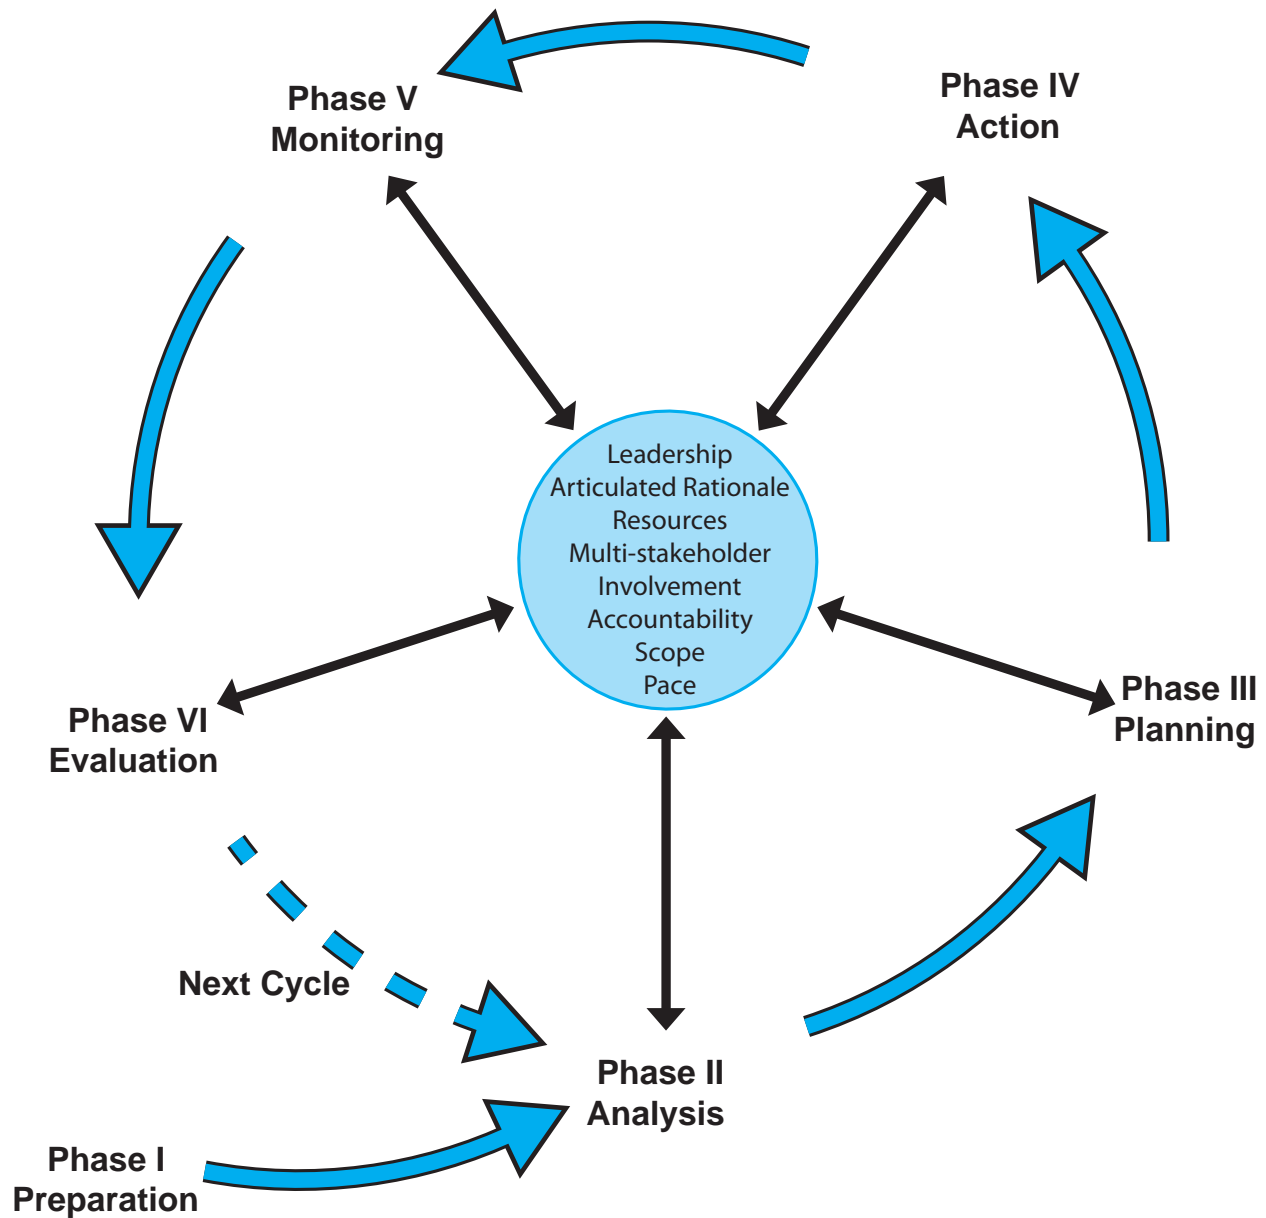 Phase V
Monitoring
Phase IV
Action
Leadership
Articulated Rationale
Resources
Multi-stakeholder
Involvement
Accountability
Scope
Pace
Phase III
Planning
Phase VI
Evaluation
Next Cycle
Phase II
Analysis
Phase I
Preparation